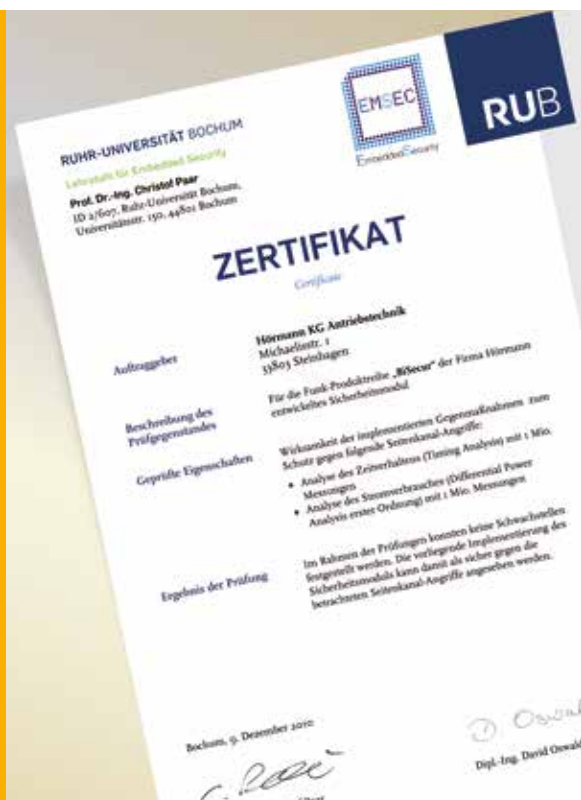 RUHR-UNIVERSITÄT BOCHUM
Lehrstuhl für Embedded Security
Prof. Dr.-Ing. Christof Paar
ID 2/607, Ruhr-Universität Bochum,
Universitätsstr. 150, 44801 Bochum
EMSEC
EmbeddedSecurity
RUB
ZERTIFIKAT
Certificate
Auftraggeber
Hörmann KG Antriebstechnik
Michaelisstr. 1
33803 Steinhagen
Beschreibung des
Prüfgegenstandes
Für die Funk-Produktreihe „BiSecur“ der Firma Hörmann
entwickeltes Sicherheitsmodul
Geprüfte Eigenschaften
Wirksamkeit der implementierten Gegenmaßnahmen zum
Schutz gegen folgende Seitenkanal-Angriffe:
• Analyse des Zeitverhaltens (Timing Analysis) mit 1 Mio.
Messungen
• Analyse des Stromverbrauches (Differential Power
Analysis erster Ordnung) mit 1 Mio. Messungen
Ergebnis der Prüfung
Im Rahmen der Prüfungen konnten keine Schwachstellen
festgestellt werden. Die vorliegende Implementierung des
Sicherheitsmoduls kann damit als sicher gegen die
betrachteten Seitenkanal-Angriffe angesehen werden.
Bochum, 9. Dezember 2010
D. Oswald
Dipl.-Ing. David Oswald